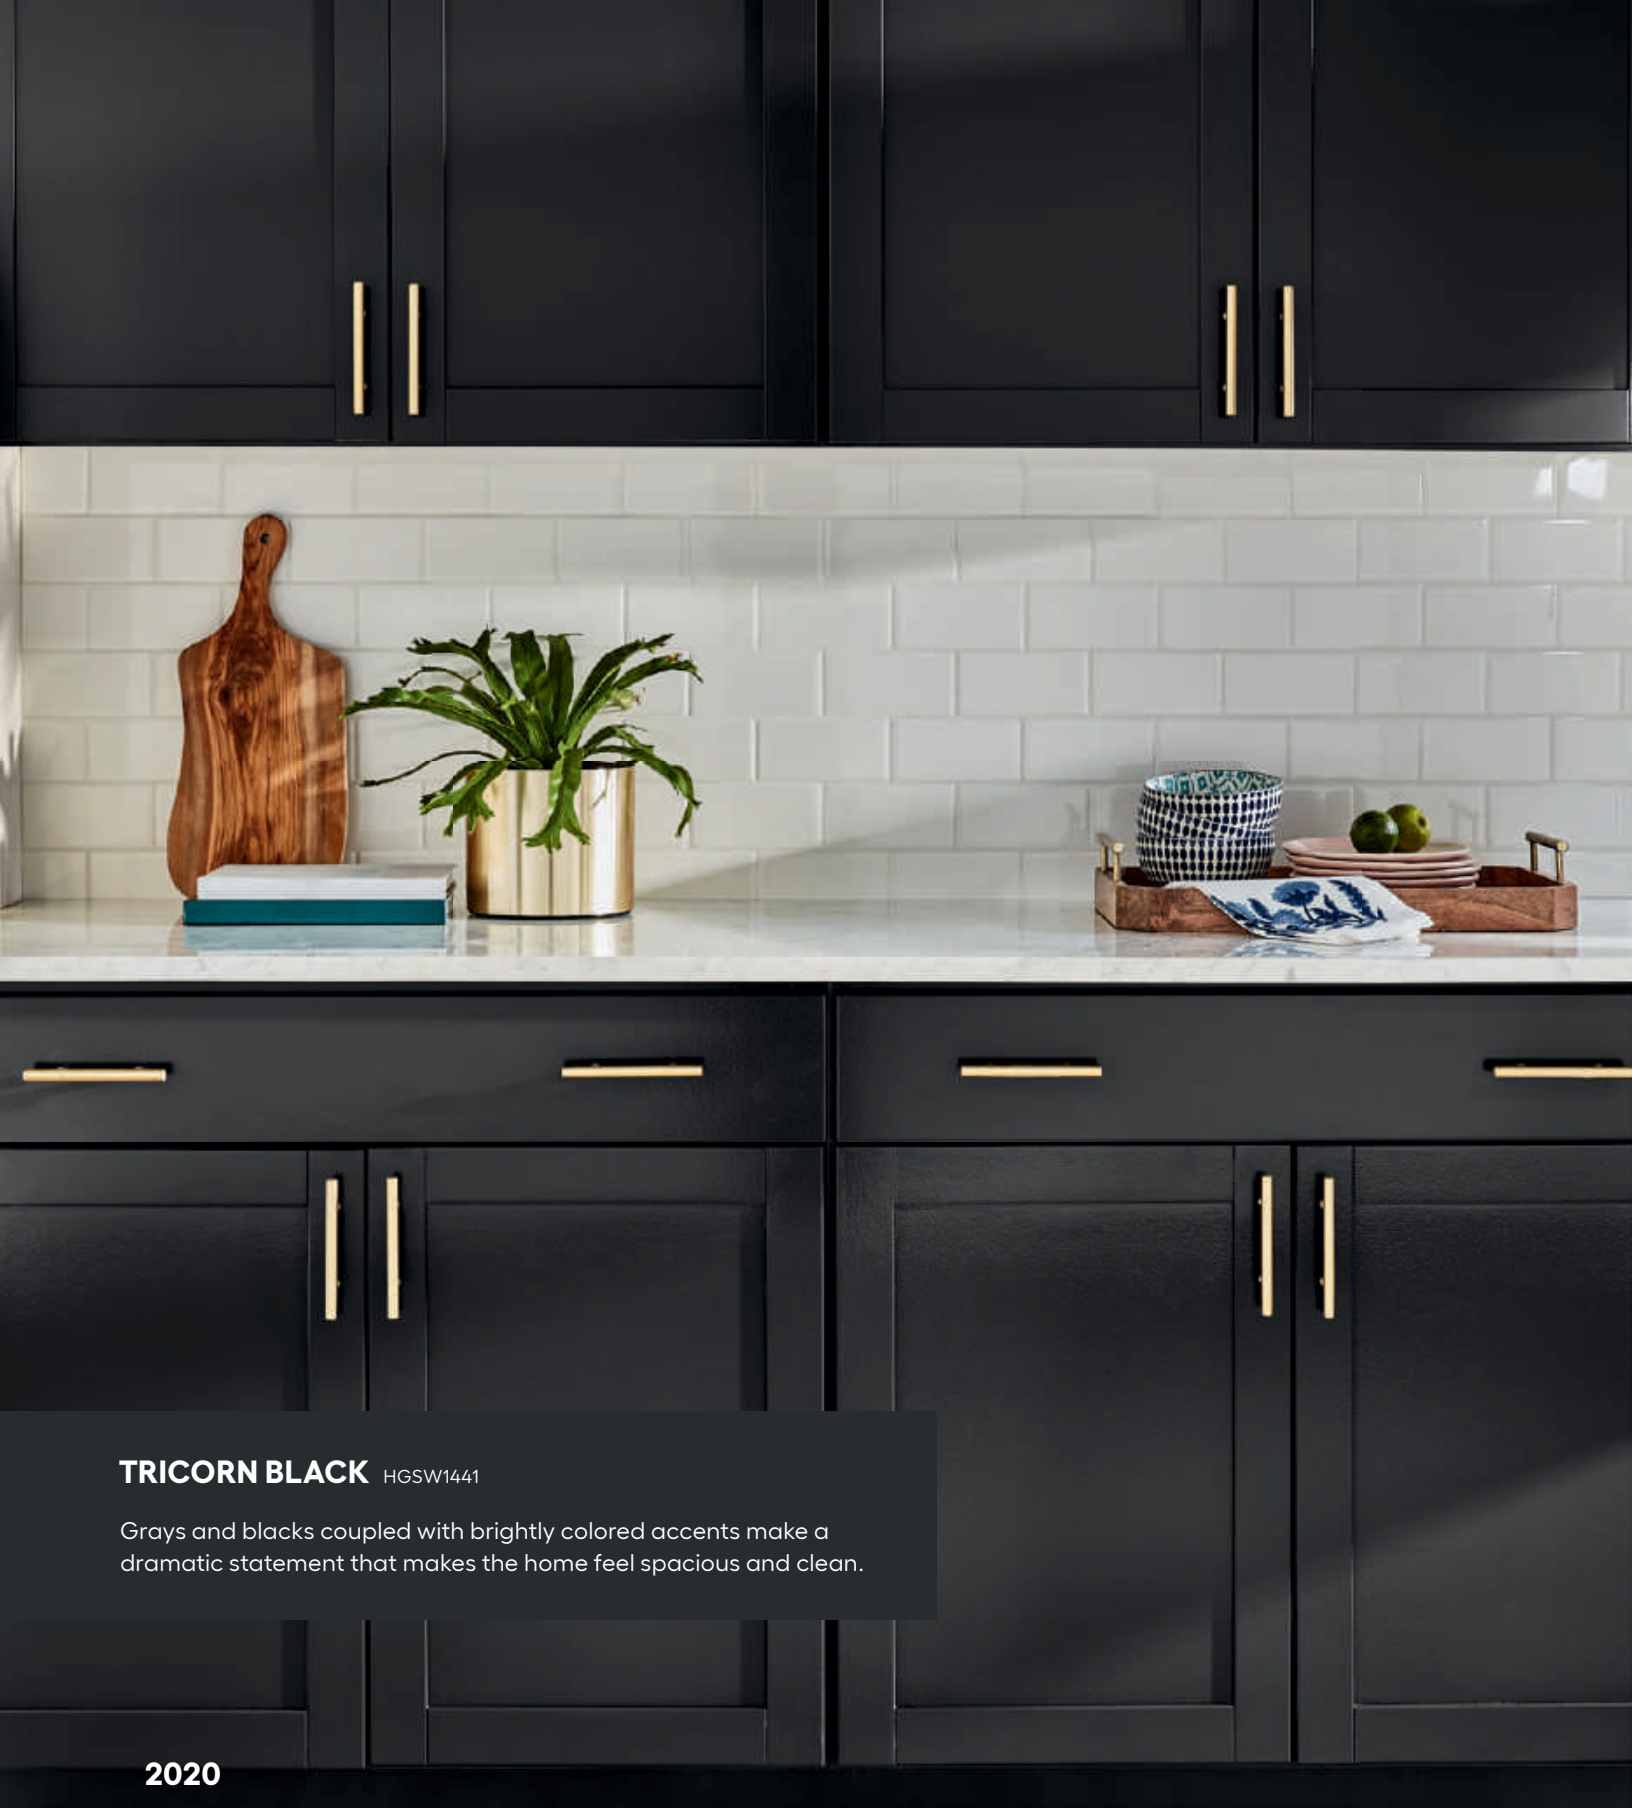 TRICORN BLACK HGSW1441
Grays and blacks coupled with brightly colored accents make a
dramatic statement that makes the home feel spacious and clean.
2020